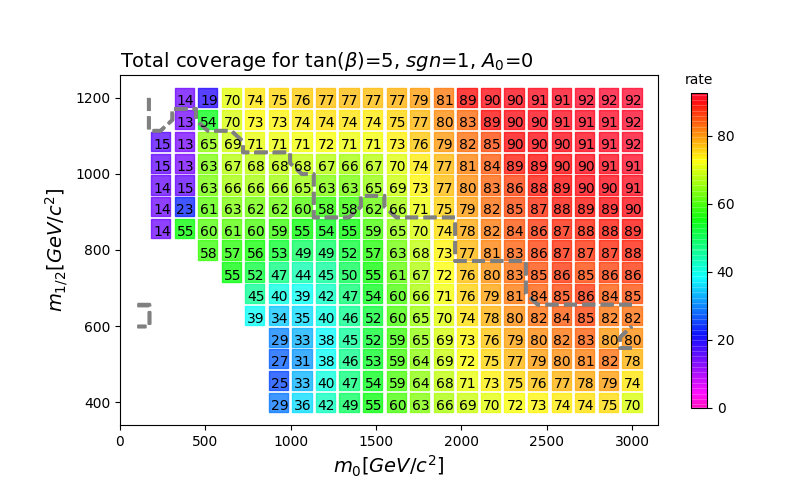 Total coverage for tan(β)=5, sgn=1, A₀=0
rate
1200 14 19 70 74 75 76 77 77 77 77 79 81 89 90 90 91 91 92 92 92
13 54 70 73 73 74 74 74 74 75 77 80 83 89 90 90 90 91 91 92
15 13 65 69 71 71 71 72 71 71 73 76 79 82 85 90 90 90 91 91 92
80
1000 15 13 63 67 68 68 68 67 66 67 70 74 77 81 84 89 89 90 90 91 91
14 15 63 66 66 66 65 63 63 65 69 73 77 80 83 86 88 89 90 90 91
14 23 61 63 62 62 60 58 58 62 66 71 75 79 82 85 87 88 89 89 90
60
14 55 60 61 60 59 55 54 55 59 65 70 74 78 82 84 86 87 88 88 89
800 58 57 56 53 49 49 52 57 63 68 73 77 81 83 86 87 87 87 88
55 52 47 44 45 50 55 61 67 72 76 80 83 85 86 85 86 86
40
45 40 39 42 47 54 60 66 71 76 79 81 84 85 86 84 85
600 39 34 35 40 46 52 60 65 70 74 78 80 82 84 85 82 82
29 33 38 45 52 59 65 69 73 76 79 80 82 83 80 80
20
27 31 38 46 53 59 64 69 72 75 77 79 80 81 82 78
25 33 40 47 54 59 64 68 71 73 75 76 77 78 79 74
400 29 36 42 49 55 60 63 66 69 70 72 73 74 74 75 70
0
m₁/₂[GeV/c²]
0 500 1000 1500 2000 2500 3000
m₀[GeV/c²]